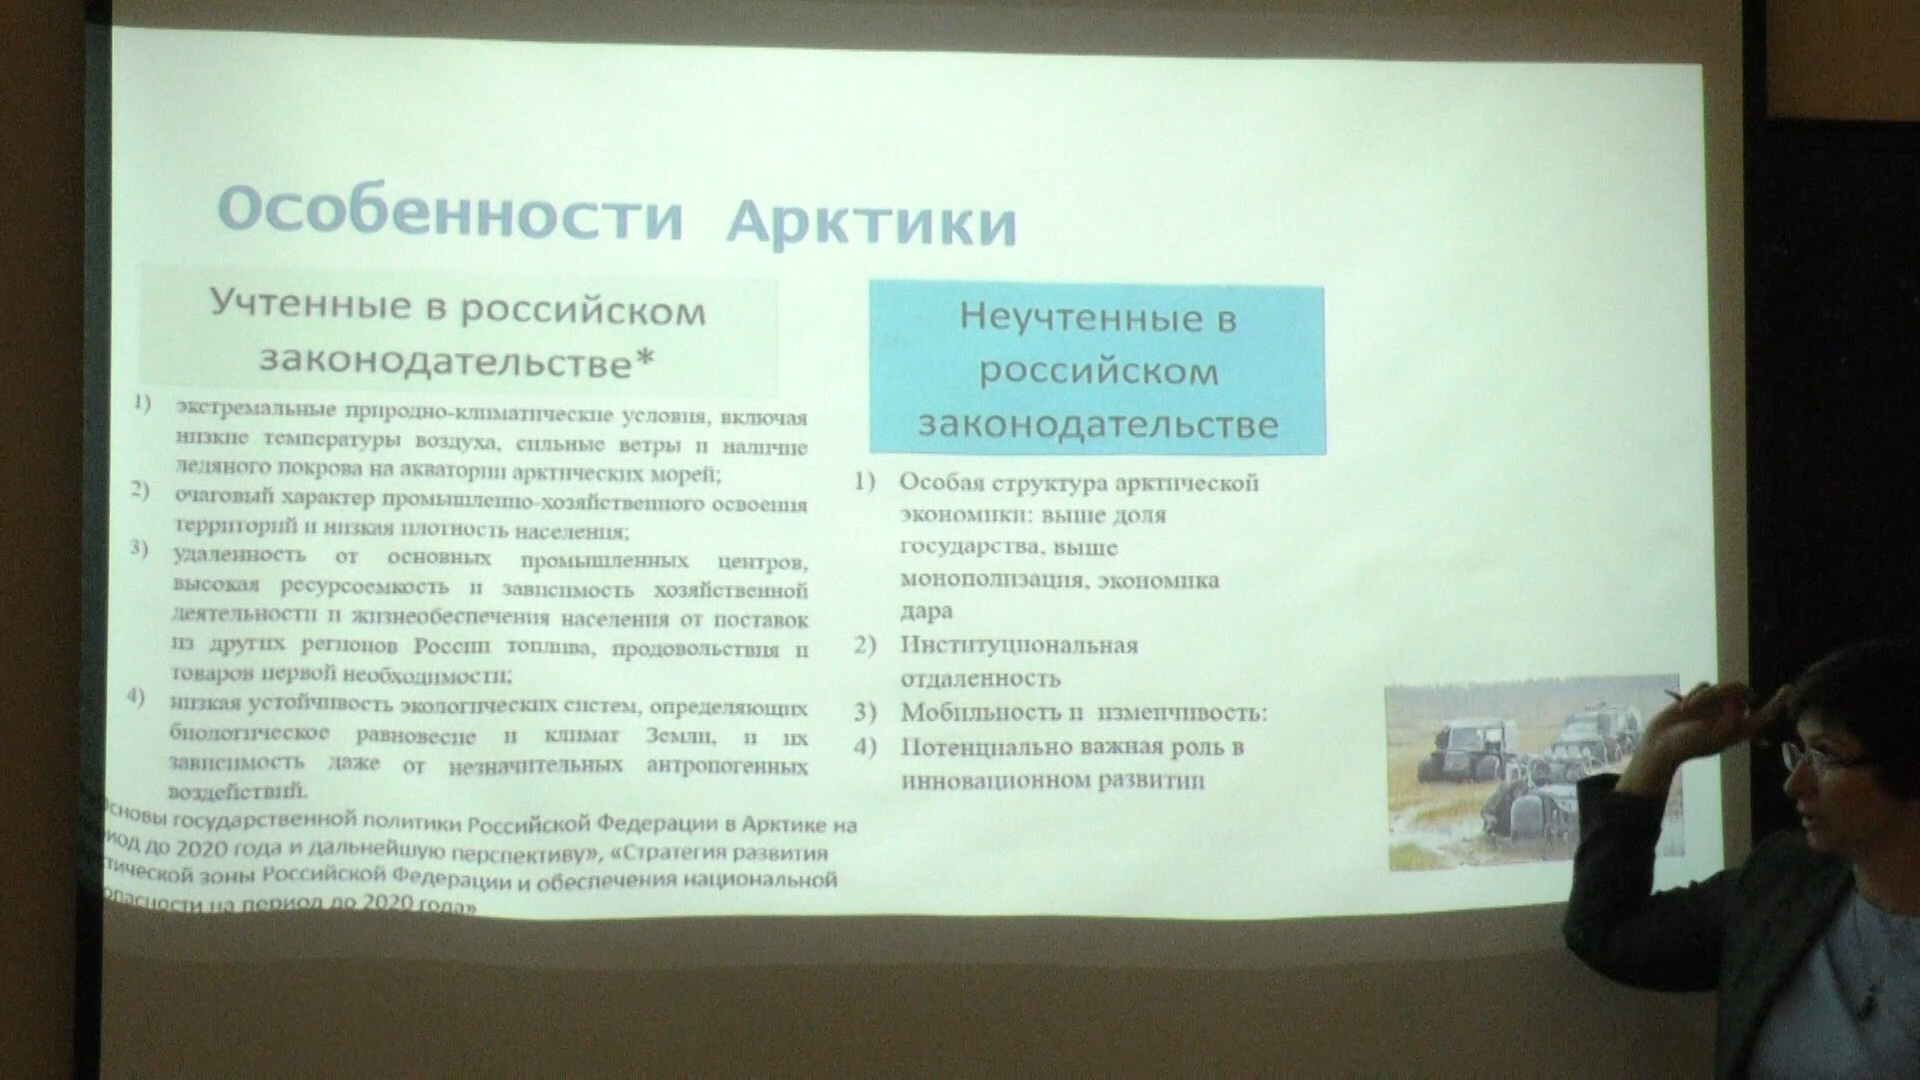 Особенности Арктики
Учтенные в российском
законодательстве*
1) экстремальные природно-климатические условия, включая
низкие температуры воздуха, сильные ветры и наличие
ледяного покрова на акватории арктических морей;
2) очаговый характер промышленно-хозяйственного освоения
территорий и низкая плотность населения;
3) удаленность от основных промышленных центров,
высокая ресурсоемкость и зависимость хозяйственной
деятельности и жизнеобеспечения населения от поставок
из других регионов России топлива, продовольствия и
товаров первой необходимости;
4) низкая устойчивость экологических систем, определяющих
биологическое равновесие и климат Земли, и их
зависимость даже от незначительных антропогенных
воздействий.
Основы государственной политики Российской Федерации в Арктике на
иод до 2020 года и дальнейшую перспективу», «Стратегия развития
тической зоны Российской Федерации и обеспечения национальной
опасности на период до 2020 года»
Неучтенные в
российском
законодательстве
1) Особая структура арктической
экономики: выше доля
государства, выше
монополизация, экономика
дара
2) Институциональная
отдаленность
3) Мобильность и изменчивость:
4) Потенциально важная роль в
инновационном развитии